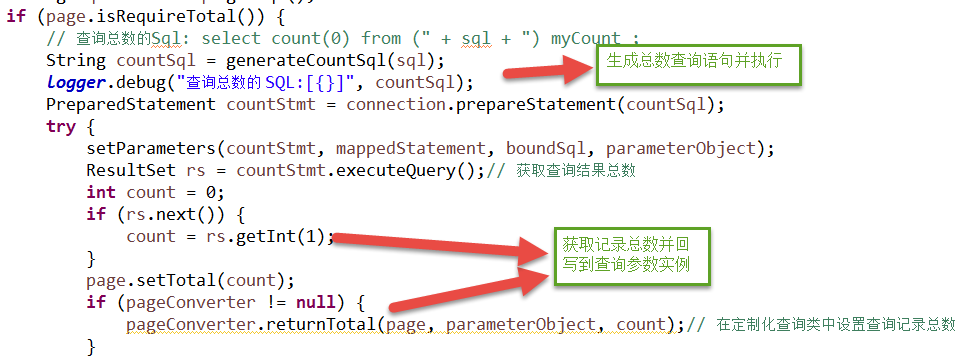 if (page.isRequireTotal()) {
// 查询总数的Sql: select count(0) from (" + sql + ") myCount ;
String countSql = generateCountSql(sql);
生成总数查询语句并执行
logger.debug("查询总数的 SQL:[{}]", countSql);
PreparedStatement countStmt = connection.prepareStatement(countSql);
try {
setParameters(countStmt, mappedStatement, boundSql, parameterObject);
ResultSet rs = countStmt.executeQuery();// 获取查询结果总数
int count = 0;
if (rs.next()) {
count = rs.getInt(1);
获取记录总数并回
写到查询参数实例
}
page.setTotal(count);
if (pageConverter != null) {
pageConverter.returnTotal(page, parameterObject, count);// 在定制化查询类中设置查询记录总数
}